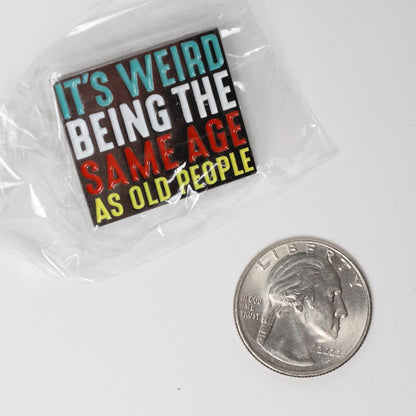 IT'S WEIRD
BEING THE
SAME AGE
AS OLD PEOPLE
LIBERTY
IN GOD
WE
TRUST
2022